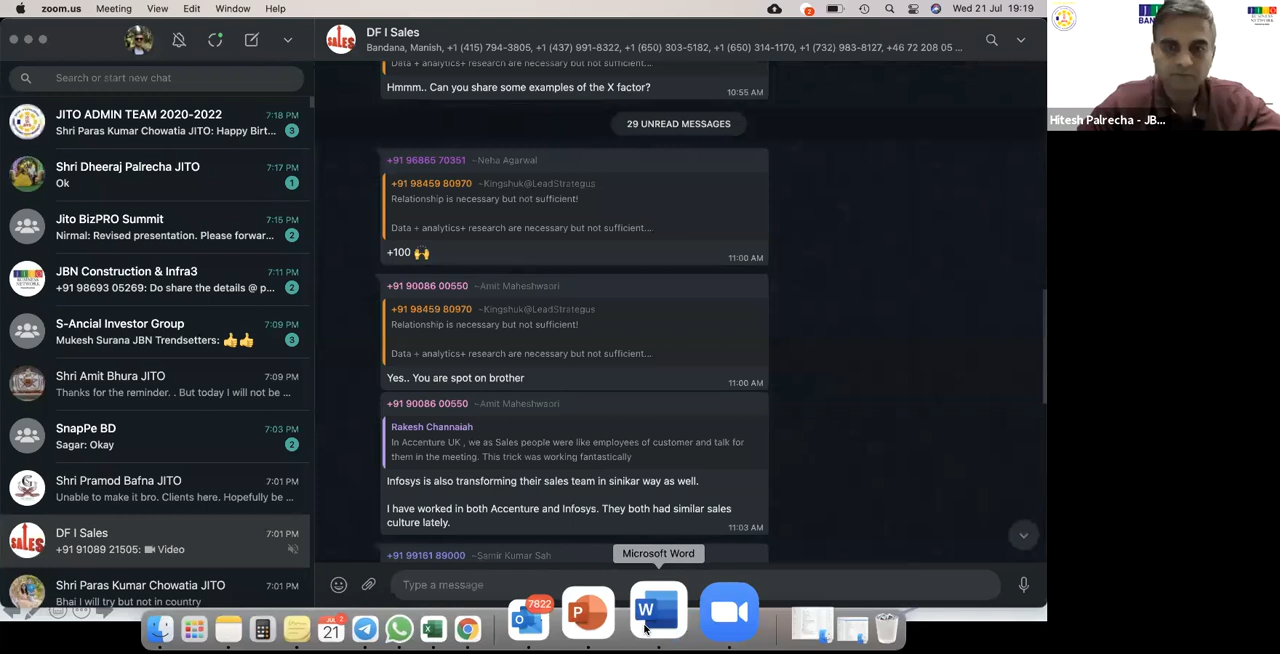 zoom.us Meeting View Edit Window Help
2
Wed 21 Jul 19:19
Search or start new chat
JITO ADMIN TEAM 2020-2022 7:18 PM
Shri Paras Kumar Chowatia JITO: Happy Birt... 3
Shri Dheeraj Palrecha JITO 7:17 PM
Ok 1
Jito BizPRO Summit 7:15 PM
Nirmal: Revised presentation. Please forwar... 2
JBN Construction & Infra3 7:11 PM
+91 98693 05269: Do share the details @ p... 2
S-Ancial Investor Group 7:09 PM
Mukesh Surana JBN Trendsetters: 👍👍 3
Shri Amit Bhura JITO 7:09 PM
Thanks for the reminder. . But today I will not be ...
SnapPe BD 7:03 PM
Sagar: Okay 2
Shri Pramod Bafna JITO 7:01 PM
Unable to make it bro. Clients here. Hopefully be ...
SALES
DF I Sales 7:01 PM
+91 91089 21505: Video
Shri Paras Kumar Chowatia JITO 7:01 PM
Bhai I will try but not in country
SALES
DF I Sales
Bandana, Manish, +1 (415) 794-3805, +1 (437) 991-8322, +1 (650) 303-5182, +1 (650) 314-1170, +1 (732) 983-8127, +46 72 208 05 ...
Data + analytics+ research are necessary but not sufficient...
Hmmm.. Can you share some examples of the X factor?
10:55 AM
29 UNREAD MESSAGES
+91 96865 70351 ~Neha Agarwal
+91 98459 80970 ~Kingshuk@LeadStrategus
Relationship is necessary but not sufficient!
Data + analytics+ research are necessary but not sufficient...
+100 🙌
11:00 AM
+91 90086 00550 ~Amit Maheshwaori
+91 98459 80970 ~Kingshuk@LeadStrategus
Relationship is necessary but not sufficient!
Data + analytics+ research are necessary but not sufficient...
Yes.. You are spot on brother
11:00 AM
+91 90086 00550 ~Amit Maheshwaori
Rakesh Channaiah
In Accenture UK , we as Sales people were like employees of customer and talk for
them in the meeting. This trick was working fantastically
Infosys is also transforming their sales team in sinikar way as well.
I have worked in both Accenture and Infosys. They both had similar sales
culture lately.
11:03 AM
+91 99161 89000 ~Samir Kumar Sah
Microsoft Word
Type a message
JUL
21
7822
P
W
Hitesh Palrecha - JB...